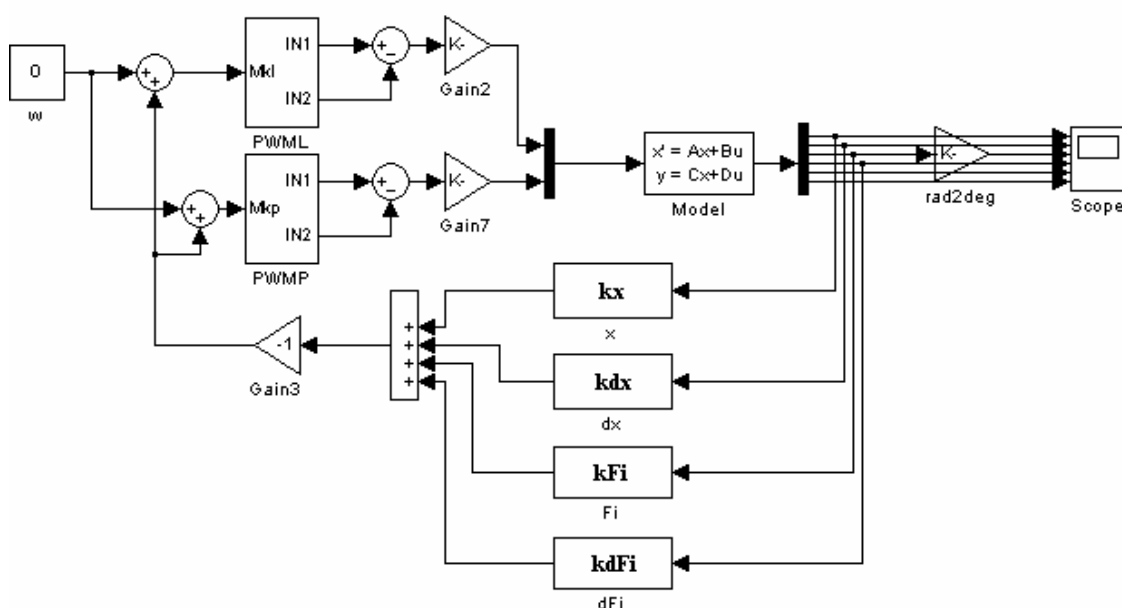 0
w
+
+
Mkl
IN1
IN2
PWML
+
−
K-
Gain2
+
+
Mkp
IN1
IN2
PWMP
+
−
K-
Gain7
x' = Ax+Bu
y = Cx+Du
Model
K-
rad2deg
Scope
-1
Gain3
+
+
+
+
kx
x
kdx
dx
kFi
Fi
kdFi
dFi